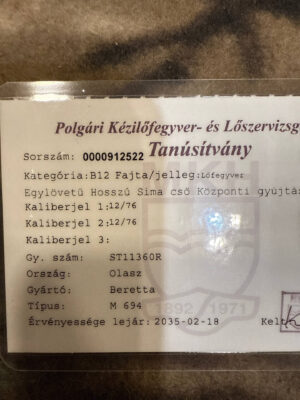 Polgári Kézilőfegyver- és Lőszervizsg
Sorszám: 0000912522 Tanúsítvány
Kategória:B12 Fajta/jelleg:Lőfegyver
Egylövetű Hosszú Sima cső Központi gyújtás
Kaliberjel 1:12/76
Kaliberjel 2:12/76
Kaliberjel 3:
Gy. szám: ST11360R
Ország: Olasz
Gyártó: Beretta
Típus: M 694
1892 1971
Érvényessége lejár: 2035-02-18 Kelt